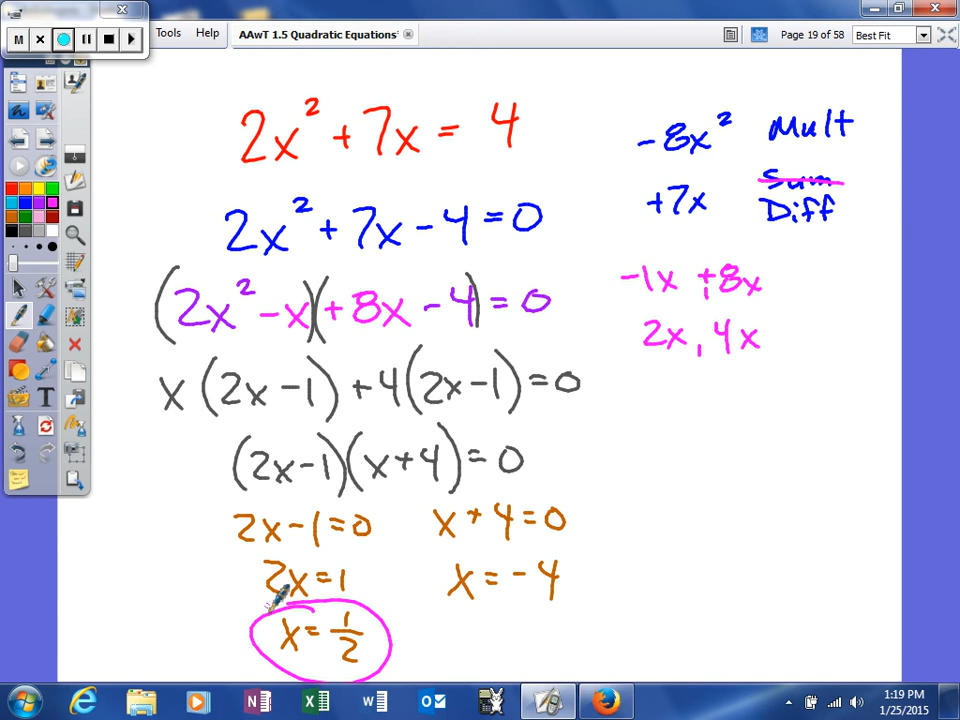 M
Tools Help AAwT 1.5 Quadratic Equations' Page 19 of 58 Best Fit
2x² + 7x = 4
-8x² Mult
+7x Sum
Diff
2x² + 7x - 4 = 0
-1x, +8x
2x, 4x
(2x² - x)(+ 8x - 4) = 0
x(2x - 1) + 4(2x - 1) = 0
(2x - 1)(x + 4) = 0
2x - 1 = 0 x + 4 = 0
2x = 1 x = -4
x = 1/2
1:19 PM
1/25/2015